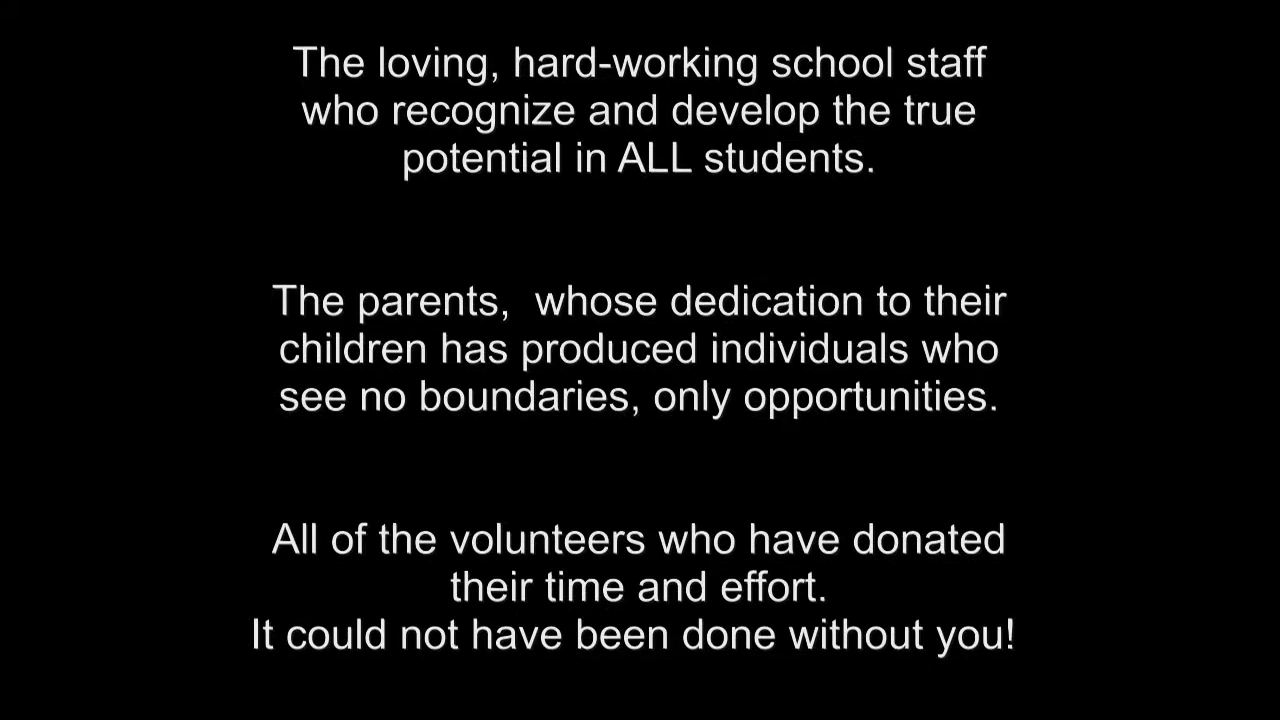 The loving, hard-working school staff
who recognize and develop the true
potential in ALL students.
The parents,  whose dedication to their
children has produced individuals who
see no boundaries, only opportunities.
All of the volunteers who have donated
their time and effort.
It could not have been done without you!